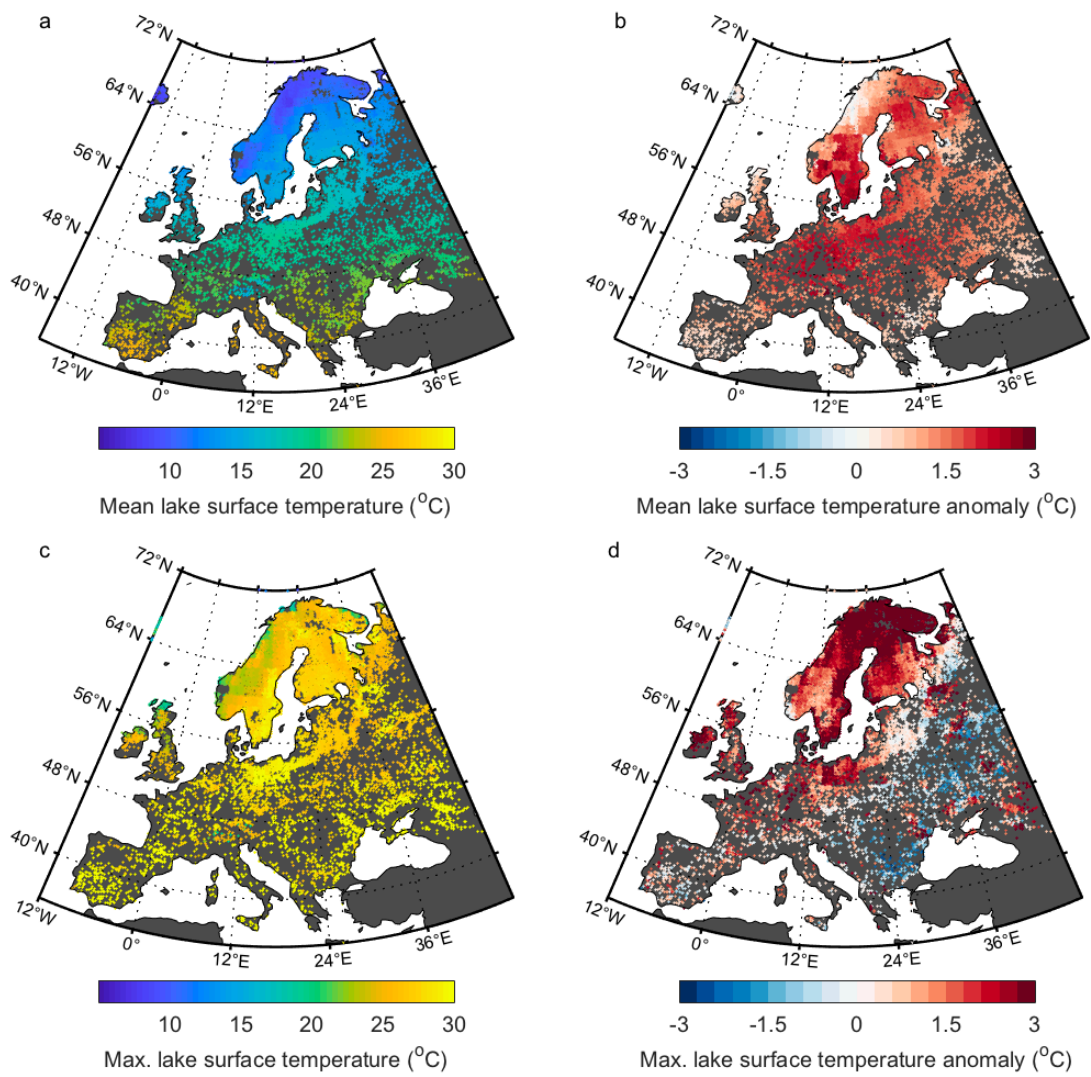 a
72°N
64°N
56°N
48°N
40°N
12°W
0°
12°E
24°E
36°E
10 15 20 25 30
Mean lake surface temperature (°C)
b
72°N
64°N
56°N
48°N
40°N
12°W
0°
12°E
24°E
36°E
-3 -1.5 0 1.5 3
Mean lake surface temperature anomaly (°C)
c
72°N
64°N
56°N
48°N
40°N
12°W
0°
12°E
24°E
36°E
10 15 20 25 30
Max. lake surface temperature (°C)
d
72°N
64°N
56°N
48°N
40°N
12°W
0°
12°E
24°E
36°E
-3 -1.5 0 1.5 3
Max. lake surface temperature anomaly (°C)